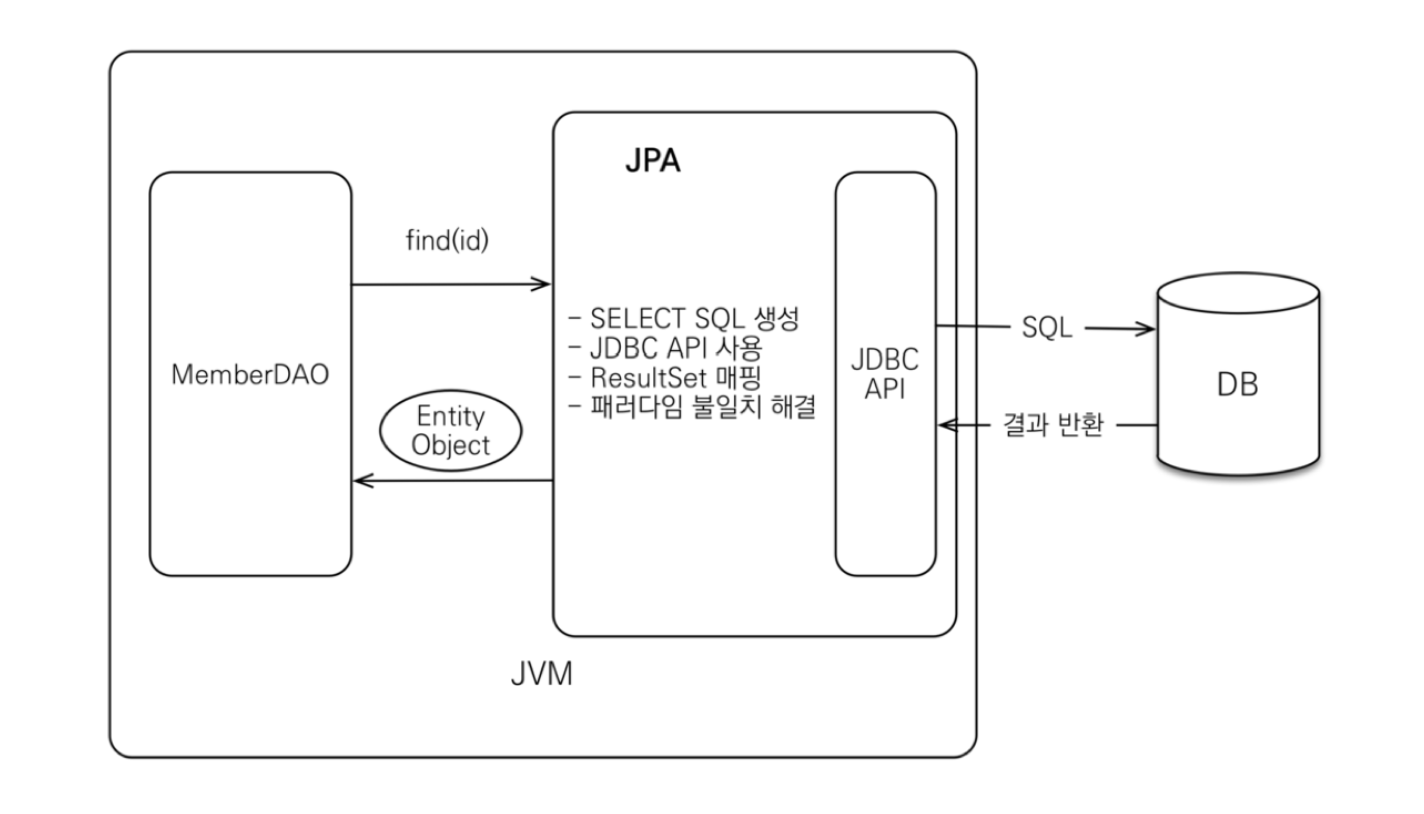 JPA
find(id)
- SELECT SQL 생성
- JDBC API 사용
- ResultSet 매핑
- 패러다임 불일치 해결
MemberDAO
Entity
Object
JDBC
API
SQL
결과 반환
DB
JVM